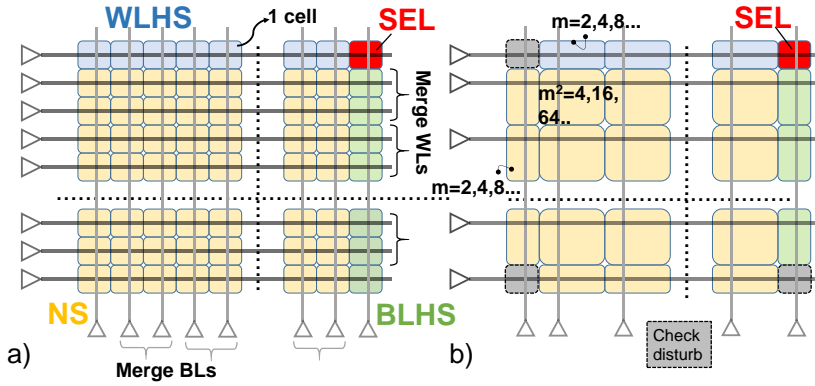 WLHS
1 cell
SEL
Merge WLs
NS
BLHS
a)
Merge BLs
m=2,4,8...
SEL
m²=4,16,
64..
m=2,4,8...
b)
Check
disturb